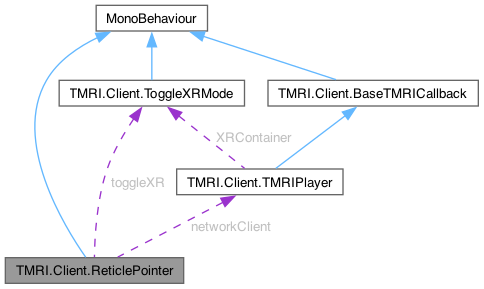 MonoBehaviour
TMRI.Client.ToggleXRMode
TMRI.Client.BaseTMRICallback
XRContainer
toggleXR
TMRI.Client.TMRIPlayer
networkClient
TMRI.Client.ReticlePointer